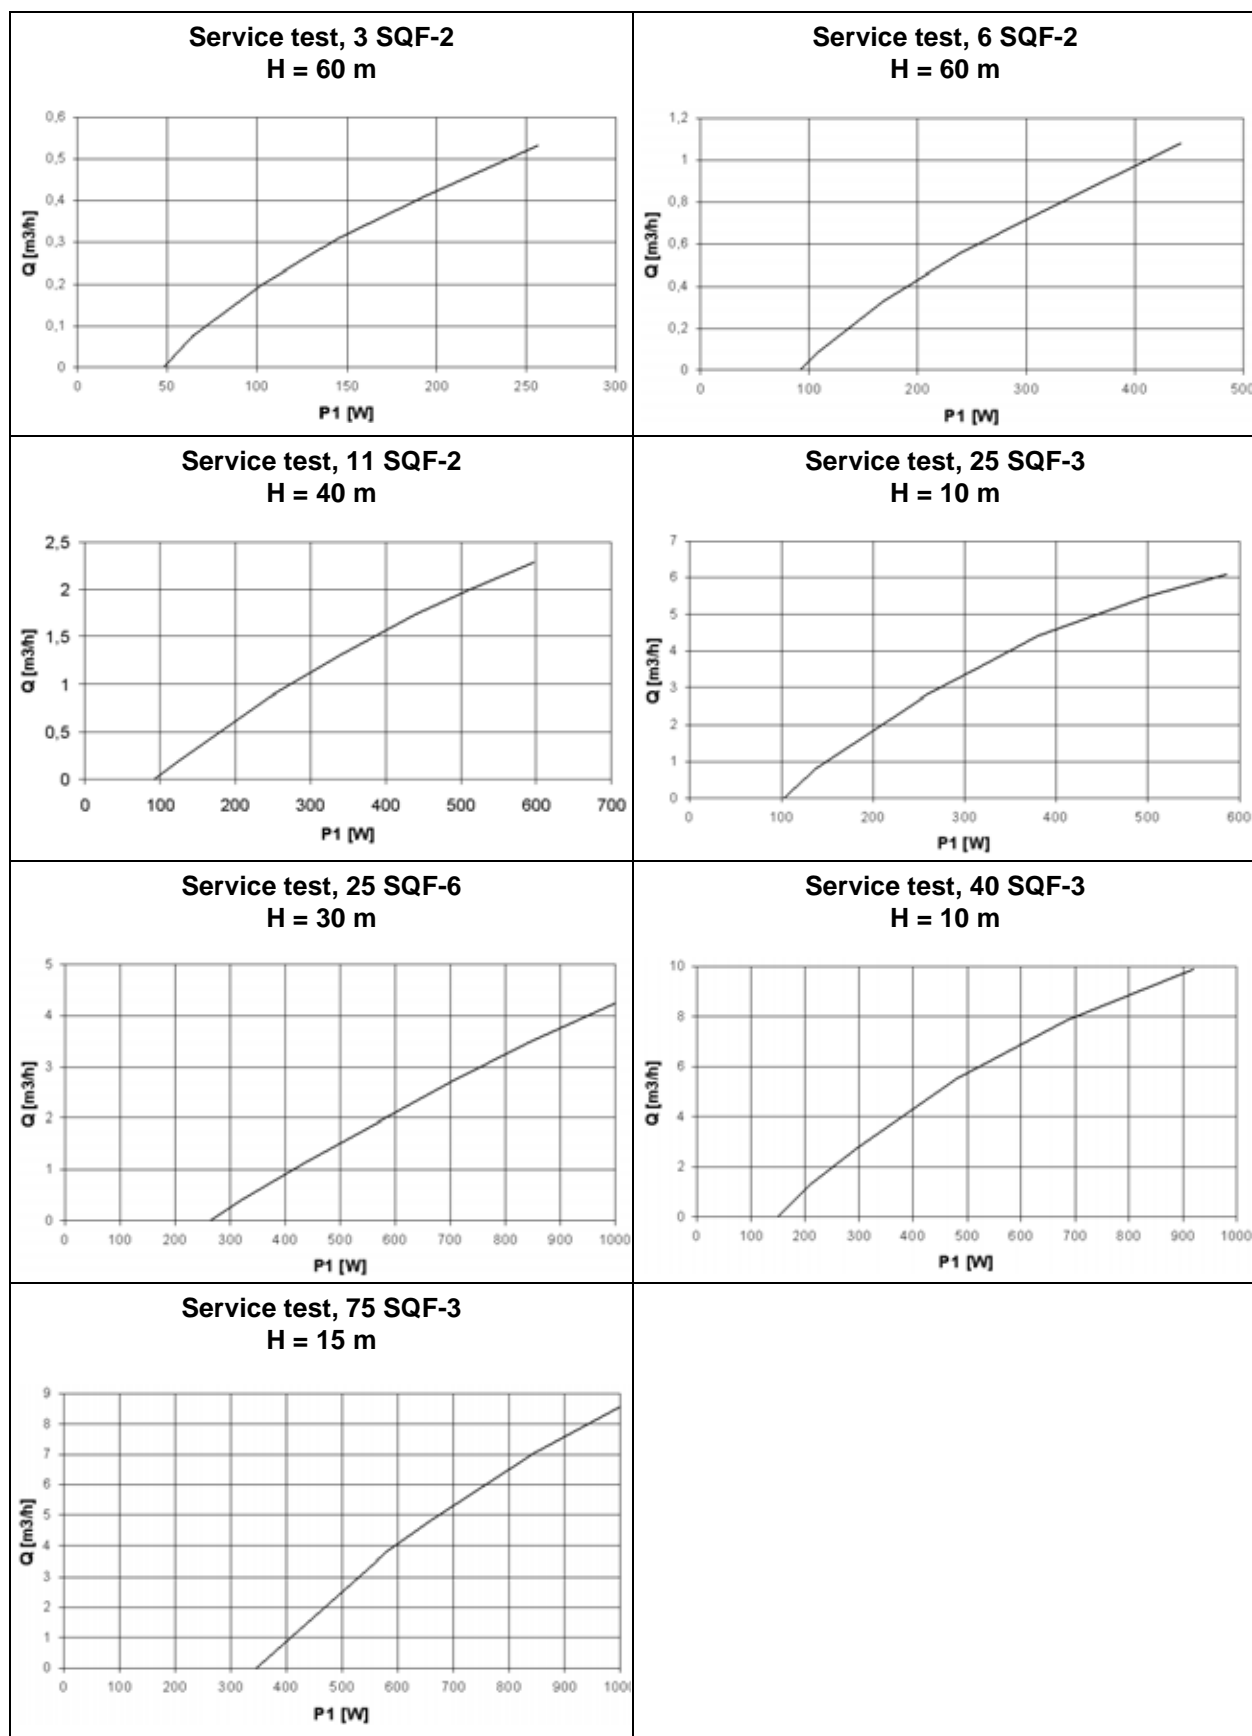 Service test, 3 SQF-2
H = 60 m
0,6
0,5
0,4
0,3
0,2
0,1
0
Q [m3/h]
0 50 100 150 200 250 300
P1 [W]
Service test, 6 SQF-2
H = 60 m
1,2
1
0,8
0,6
0,4
0,2
0
Q [m3/h]
0 100 200 300 400 500
P1 [W]
Service test, 11 SQF-2
H = 40 m
2,5
2
1,5
1
0,5
0
Q [m3/h]
0 100 200 300 400 500 600 700
P1 [W]
Service test, 25 SQF-3
H = 10 m
7
6
5
4
3
2
1
0
Q [m3/h]
0 100 200 300 400 500 600
P1 [W]
Service test, 25 SQF-6
H = 30 m
5
4
3
2
1
0
Q [m3/h]
0 100 200 300 400 500 600 700 800 900 1000
P1 [W]
Service test, 40 SQF-3
H = 10 m
10
8
6
4
2
0
Q [m3/h]
0 100 200 300 400 500 600 700 800 900 1000
P1 [W]
Service test, 75 SQF-3
H = 15 m
9
8
7
6
5
4
3
2
1
0
Q [m3/h]
0 100 200 300 400 500 600 700 800 900 1000
P1 [W]